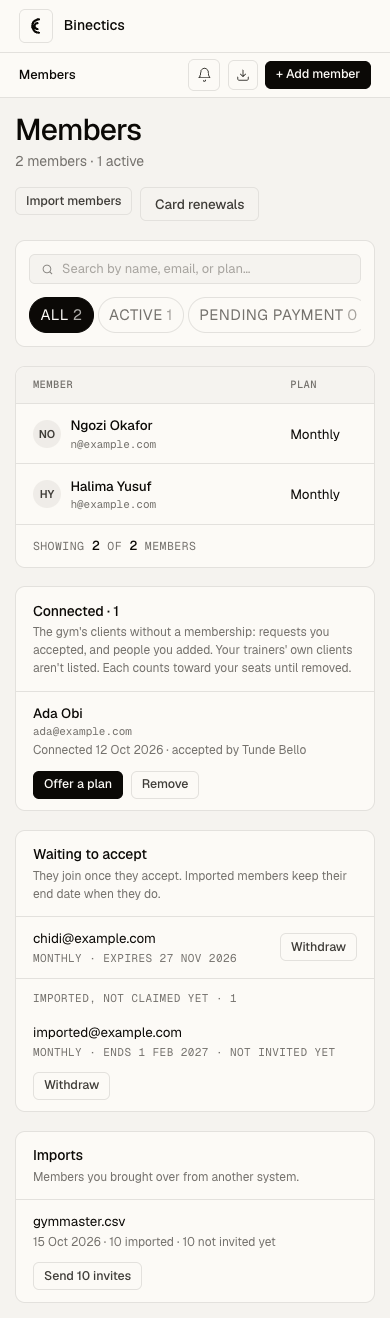 Binectics
Members
+ Add member
Members
2 members · 1 active
Import members
Card renewals
Search by name, email, or plan…
ALL 2
ACTIVE 1
PENDING PAYMENT 0
MEMBER PLAN
NO
Ngozi Okafor
n@example.com
Monthly
HY
Halima Yusuf
h@example.com
Monthly
SHOWING 2 OF 2 MEMBERS
Connected · 1
The gym's clients without a membership: requests you
accepted, and people you added. Your trainers' own clients
aren't listed. Each counts toward your seats until removed.
Ada Obi
ada@example.com
Connected 12 Oct 2026 · accepted by Tunde Bello
Offer a plan
Remove
Waiting to accept
They join once they accept. Imported members keep their
end date when they do.
chidi@example.com
MONTHLY · EXPIRES 27 NOV 2026
Withdraw
IMPORTED, NOT CLAIMED YET · 1
imported@example.com
MONTHLY · ENDS 1 FEB 2027 · NOT INVITED YET
Withdraw
Imports
Members you brought over from another system.
gymmaster.csv
15 Oct 2026 · 10 imported · 10 not invited yet
Send 10 invites